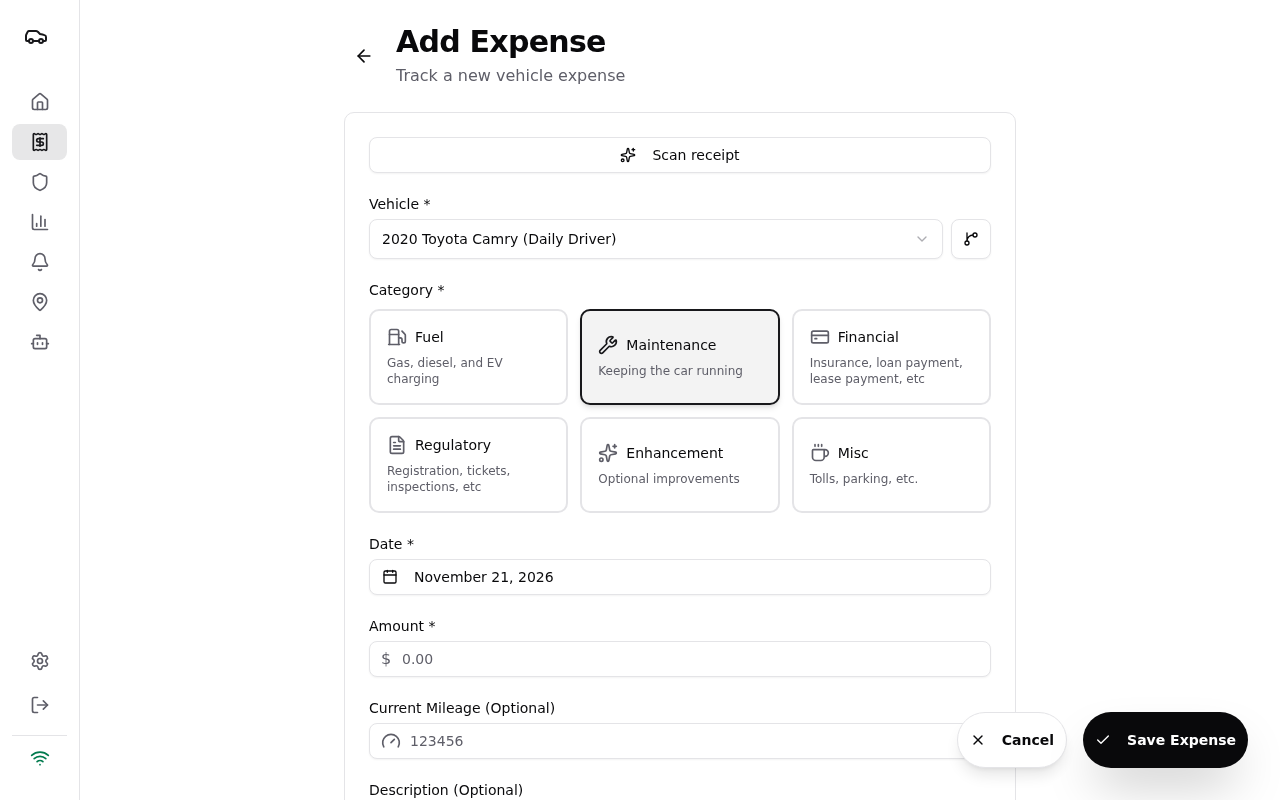 Add Expense
Track a new vehicle expense
Scan receipt
Vehicle *
2020 Toyota Camry (Daily Driver)
Category *
Fuel
Gas, diesel, and EV
charging
Maintenance
Keeping the car running
Financial
Insurance, loan payment,
lease payment, etc
Regulatory
Registration, tickets,
inspections, etc
Enhancement
Optional improvements
Misc
Tolls, parking, etc.
Date *
November 21, 2026
Amount *
$ 0.00
Current Mileage (Optional)
123456
Cancel
Save Expense
Description (Optional)